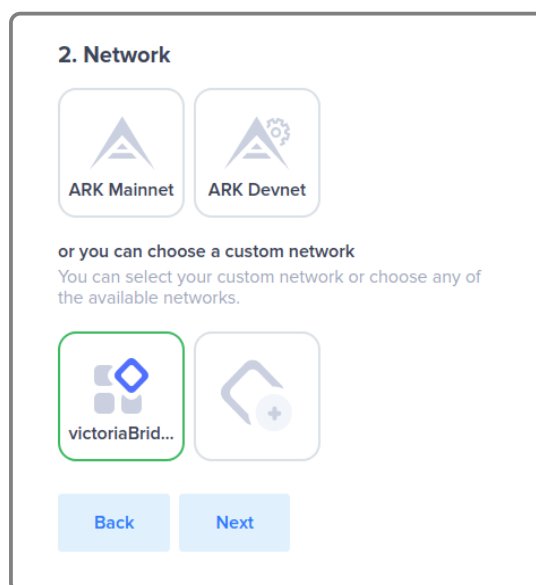 2. Network
ARK Mainnet
ARK Devnet
or you can choose a custom network
You can select your custom network or choose any of
the available networks.
victoriaBrid...
Back
Next